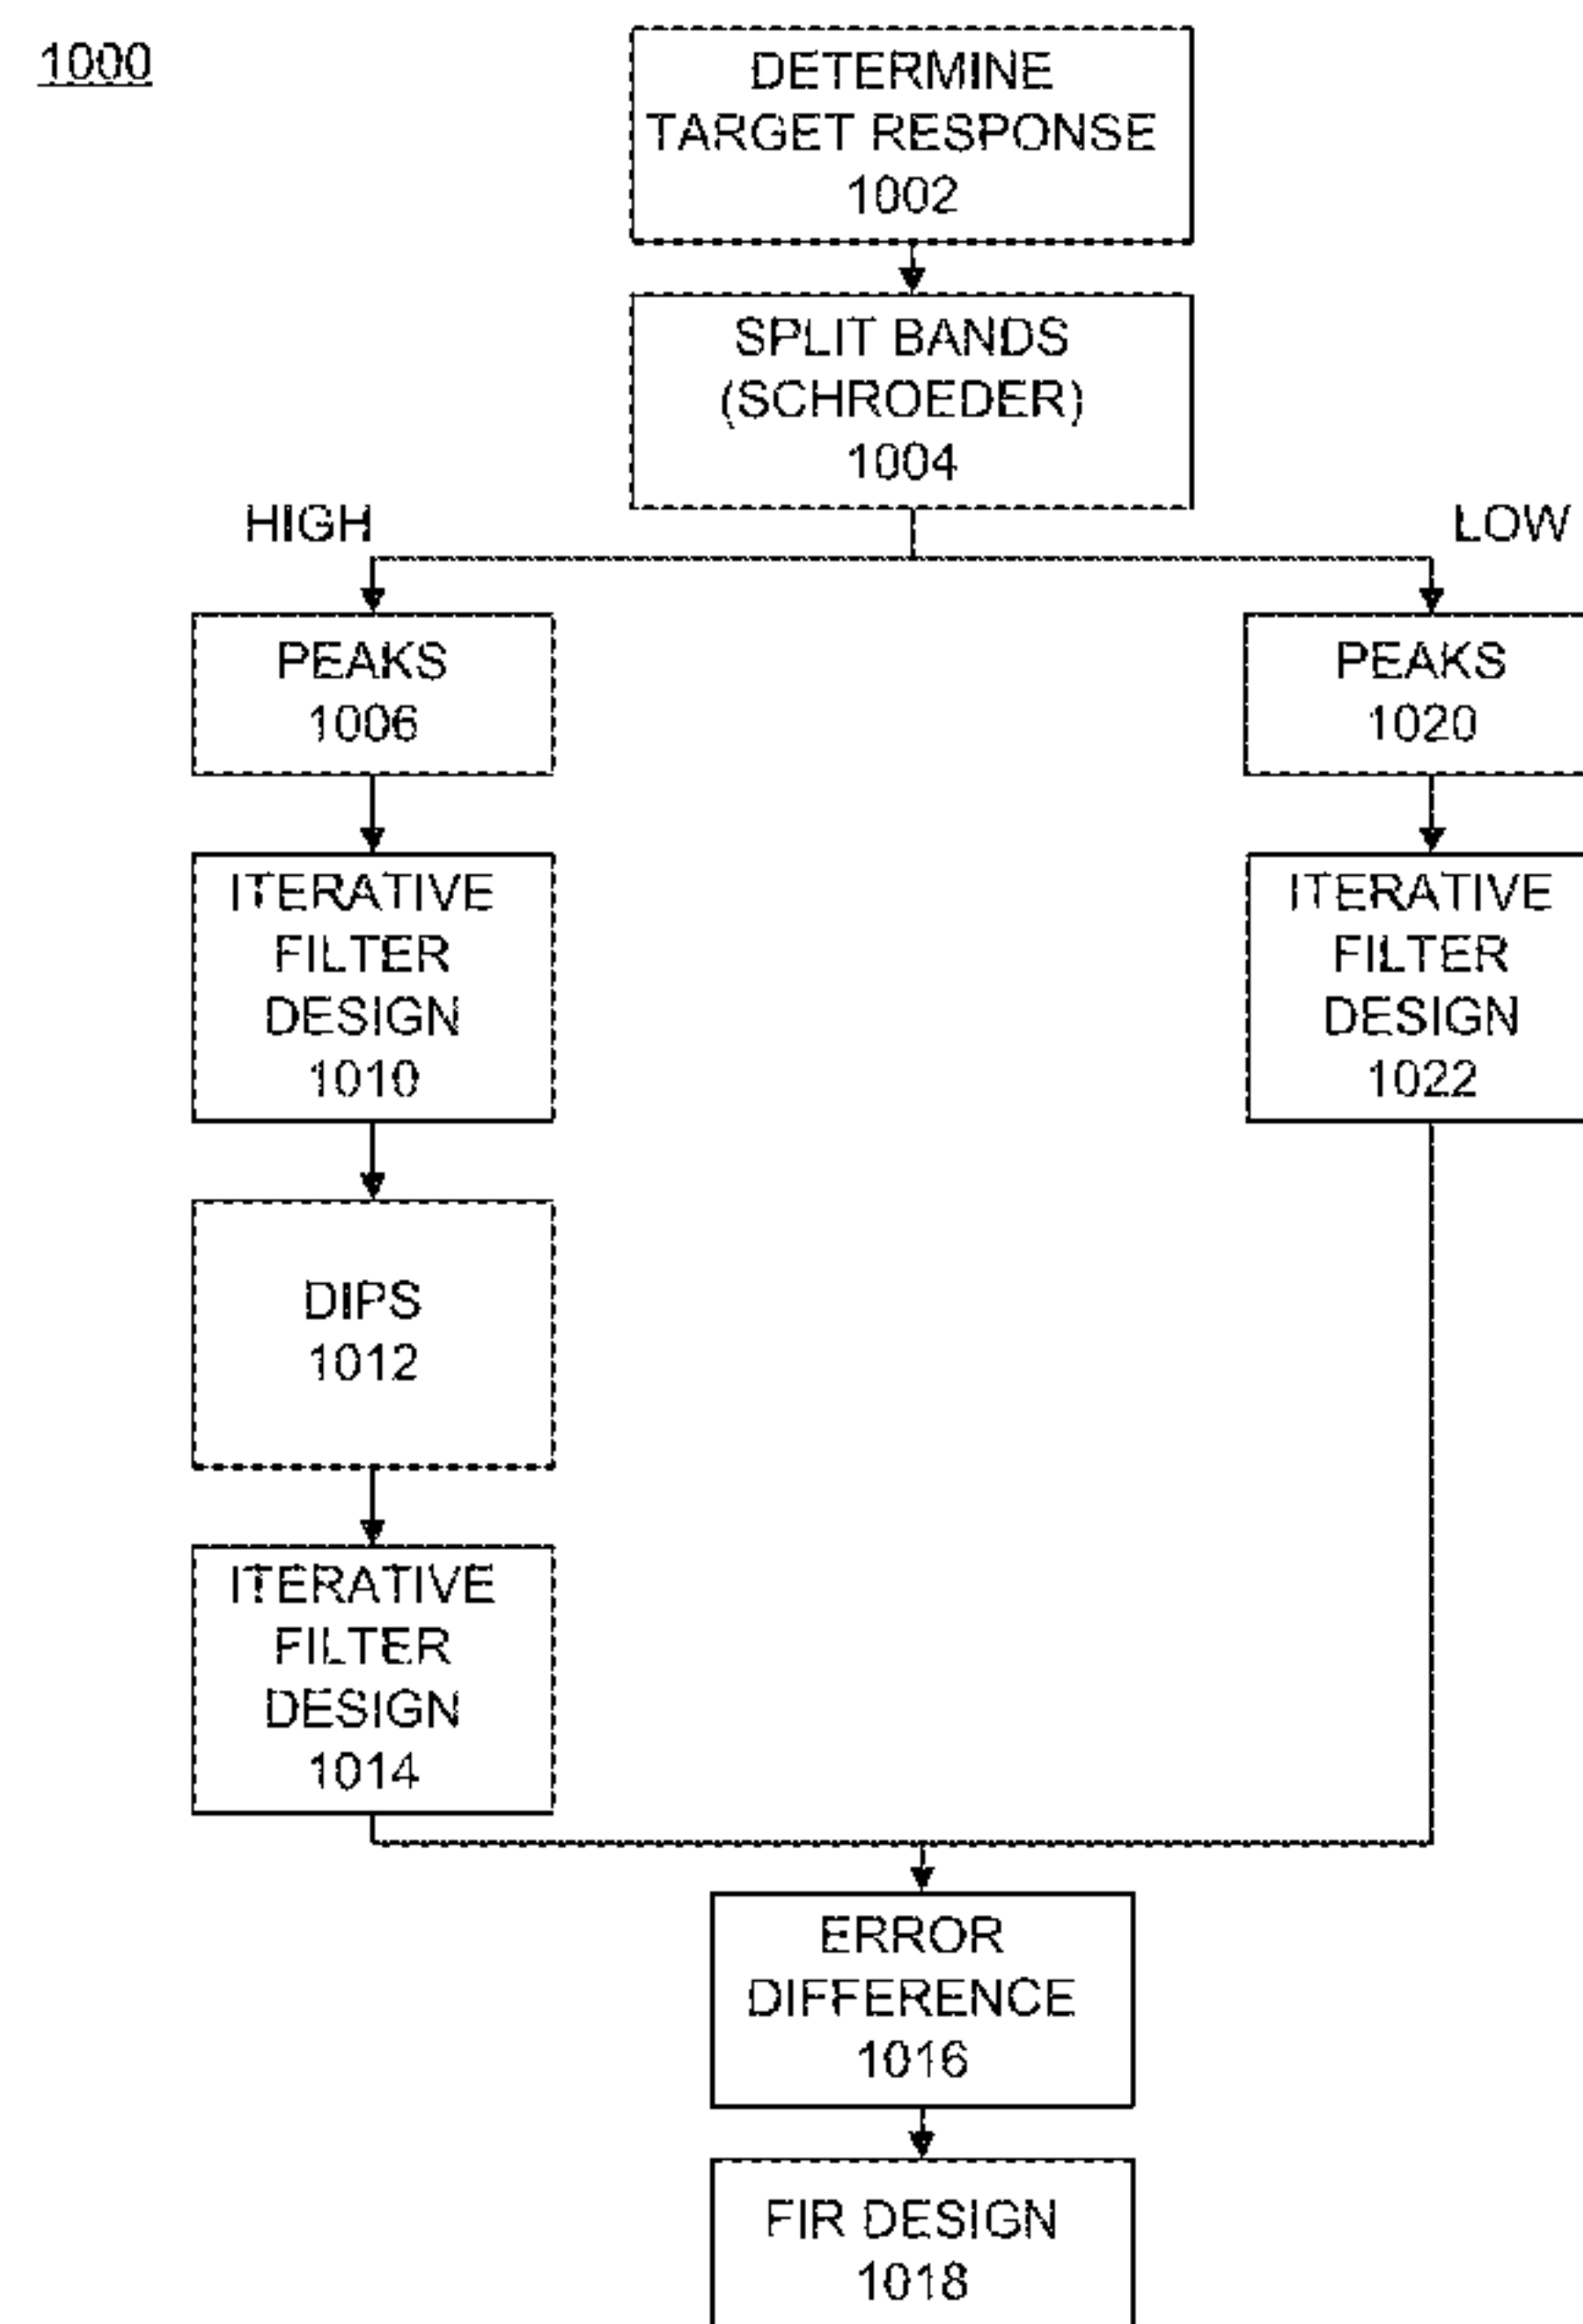 1000
DETERMINE
TARGET RESPONSE
1002
SPLIT BANDS
(SCHROEDER)
1004
HIGH
LOW
PEAKS
1006
PEAKS
1020
ITERATIVE
FILTER
DESIGN
1010
ITERATIVE
FILTER
DESIGN
1022
DIPS
1012
ITERATIVE
FILTER
DESIGN
1014
ERROR
DIFFERENCE
1016
FIR DESIGN
1018